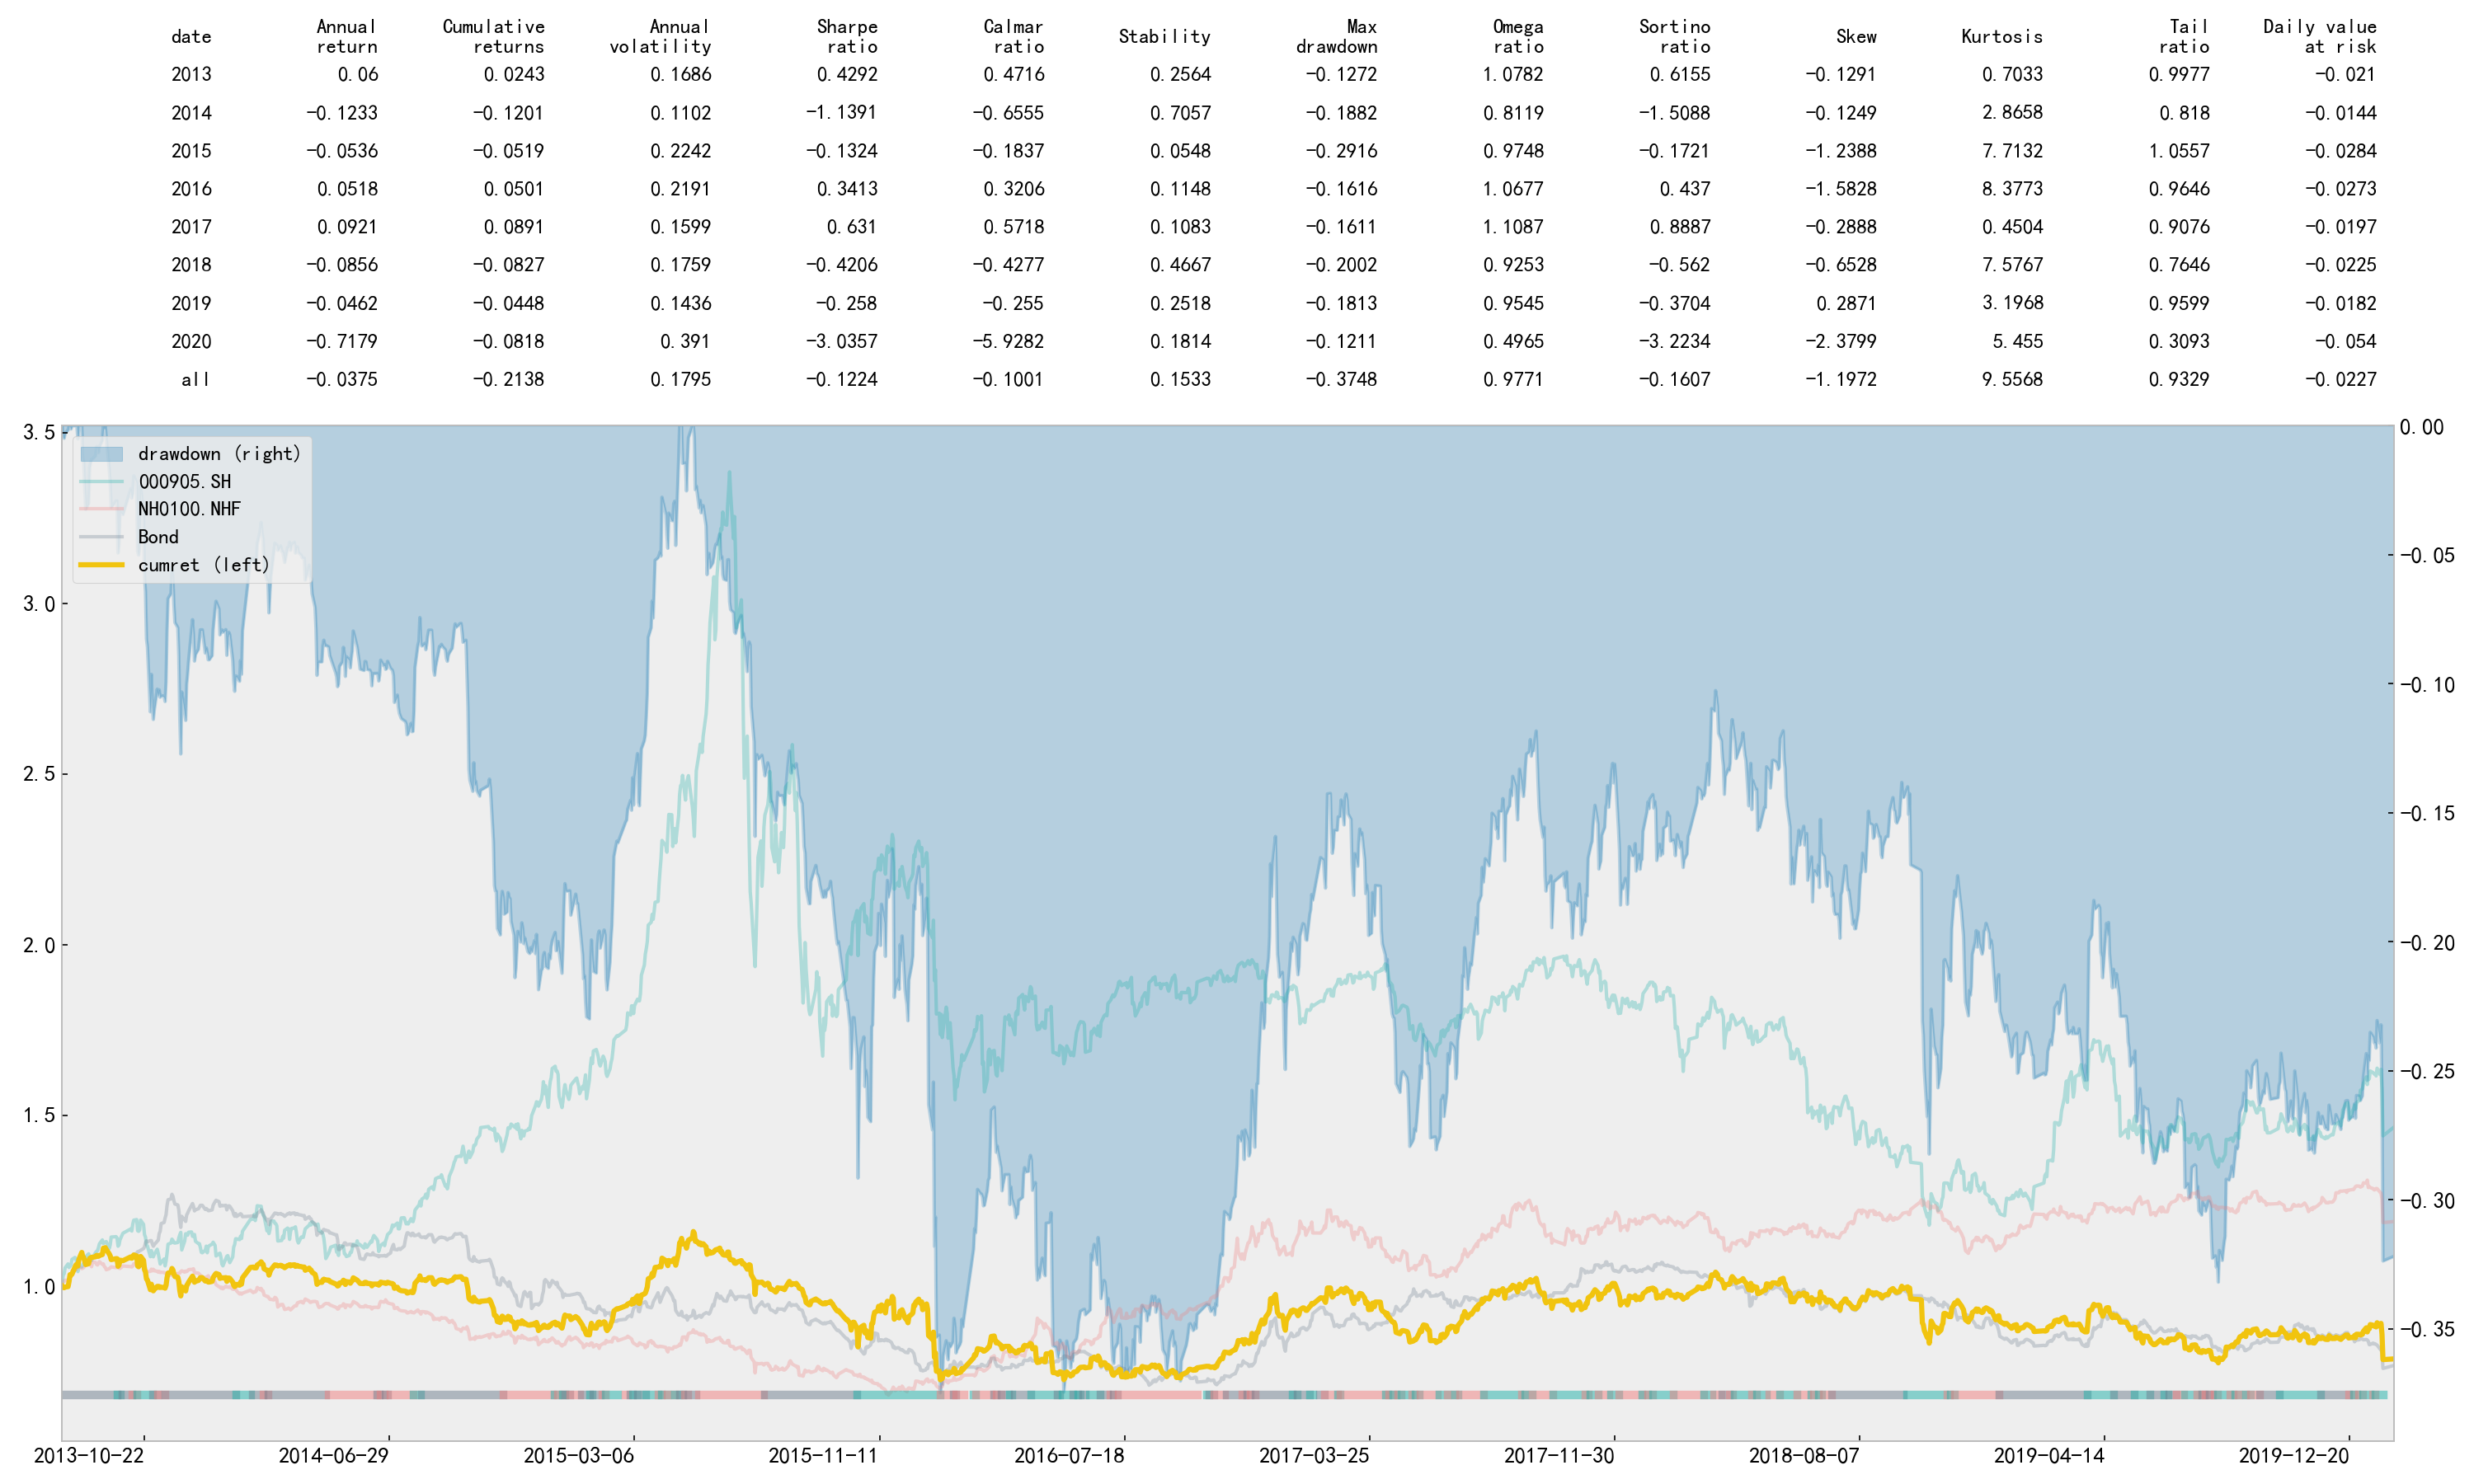 date Annual return Cumulative returns Annual volatility Sharpe ratio Calmar ratio Stability Max drawdown Omega ratio Sortino ratio Skew Kurtosis Tail ratio Daily value at risk
2013 0.06 0.0243 0.1686 0.4292 0.4716 0.2564 -0.1272 1.0782 0.6155 -0.1291 0.7033 0.9977 -0.021
2014 -0.1233 -0.1201 0.1102 -1.1391 -0.6555 0.7057 -0.1882 0.8119 -1.5088 -0.1249 2.8658 0.818 -0.0144
2015 -0.0536 -0.0519 0.2242 -0.1324 -0.1837 0.0548 -0.2916 0.9748 -0.1721 -1.2388 7.7132 1.0557 -0.0284
2016 0.0518 0.0501 0.2191 0.3413 0.3206 0.1148 -0.1616 1.0677 0.437 -1.5828 8.3773 0.9646 -0.0273
2017 0.0921 0.0891 0.1599 0.631 0.5718 0.1083 -0.1611 1.1087 0.8887 -0.2888 0.4504 0.9076 -0.0197
2018 -0.0856 -0.0827 0.1759 -0.4206 -0.4277 0.4667 -0.2002 0.9253 -0.562 -0.6528 7.5767 0.7646 -0.0225
2019 -0.0462 -0.0448 0.1436 -0.258 -0.255 0.2518 -0.1813 0.9545 -0.3704 0.2871 3.1968 0.9599 -0.0182
2020 -0.7179 -0.0818 0.391 -3.0357 -5.9282 0.1814 -0.1211 0.4965 -3.2234 -2.3799 5.455 0.3093 -0.054
all -0.0375 -0.2138 0.1795 -0.1224 -0.1001 0.1533 -0.3748 0.9771 -0.1607 -1.1972 9.5568 0.9329 -0.0227
3.5
3.0
2.5
2.0
1.5
1.0
drawdown (right)
000905.SH
NH0100.NHF
Bond
cumret (left)
0.00
-0.05
-0.10
-0.15
-0.20
-0.25
-0.30
-0.35
2013-10-22 2014-06-29 2015-03-06 2015-11-11 2016-07-18 2017-03-25 2017-11-30 2018-08-07 2019-04-14 2019-12-20